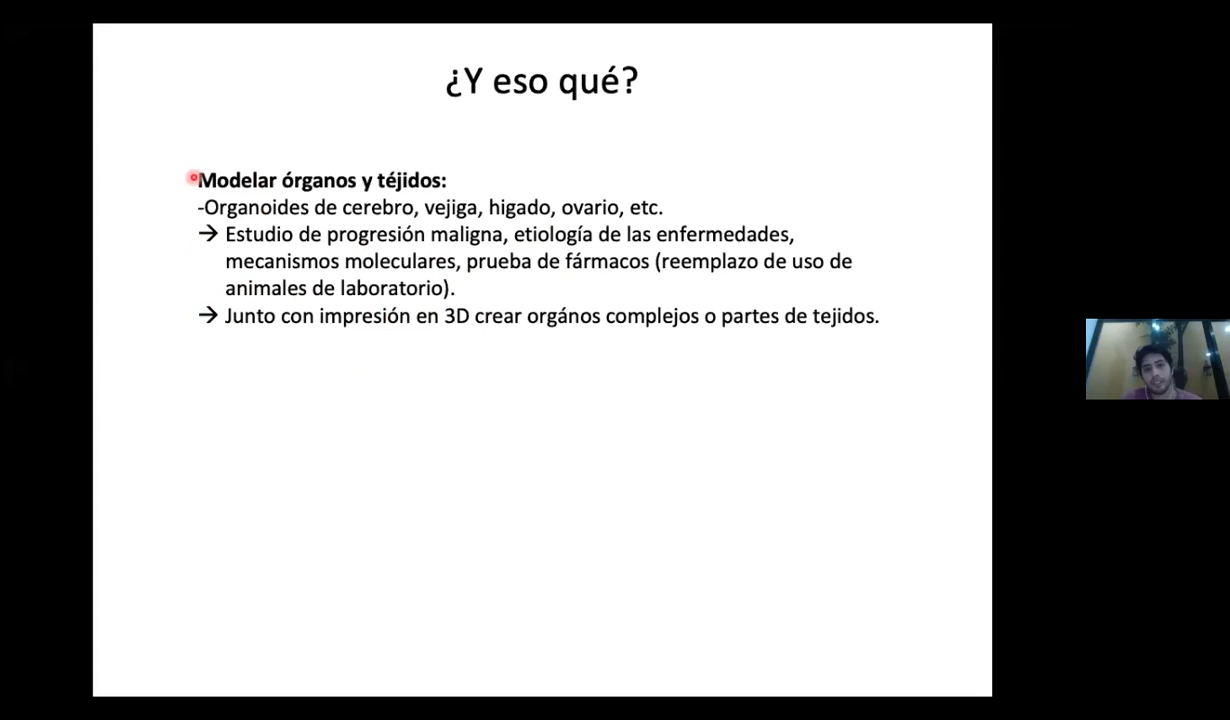 ¿Y eso qué?
Modelar órganos y téjidos:
-Organoides de cerebro, vejiga, higado, ovario, etc.
→ Estudio de progresión maligna, etiología de las enfermedades,
mecanismos moleculares, prueba de fármacos (reemplazo de uso de
animales de laboratorio).
→ Junto con impresión en 3D crear orgános complejos o partes de tejidos.